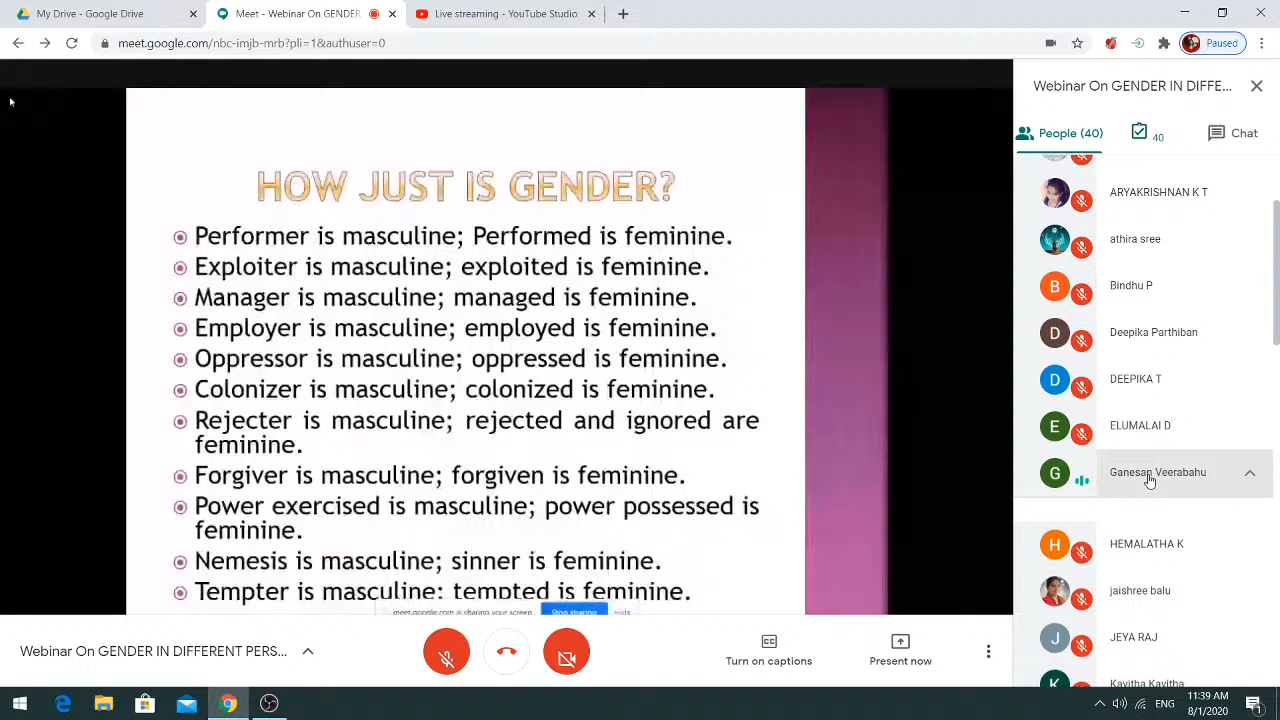 My Drive - Google Drive
Meet - Webinar On GENDER
Live streaming - YouTube Studio
meet.google.com/nbc-imjb-mrb?pli=1&authuser=0
Paused
Webinar On GENDER IN DIFFE...
People (40)
40
Chat
HOW JUST IS GENDER?
Performer is masculine; Performed is feminine.
Exploiter is masculine; exploited is feminine.
Manager is masculine; managed is feminine.
Employer is masculine; employed is feminine.
Oppressor is masculine; oppressed is feminine.
Colonizer is masculine; colonized is feminine.
Rejecter is masculine; rejected and ignored are
feminine.
Forgiver is masculine; forgiven is feminine.
Power exercised is masculine; power possessed is
feminine.
Nemesis is masculine; sinner is feminine.
Tempter is masculine; tempted is feminine.
meet.google.com is sharing your screen.
Stop sharing
Hide
ARYAKRISHNAN K T
athira sree
B
Bindhu P
D
Deepika Parthiban
D
DEEPIKA T
E
ELUMALAI D
G
Ganesan Veerabahu
H
HEMALATHA K
jaishree balu
J
JEYA RAJ
K
Kavitha Kavitha
Webinar On GENDER IN DIFFERENT PERS...
CC
Turn on captions
Present now
11:39 AM
8/1/2020